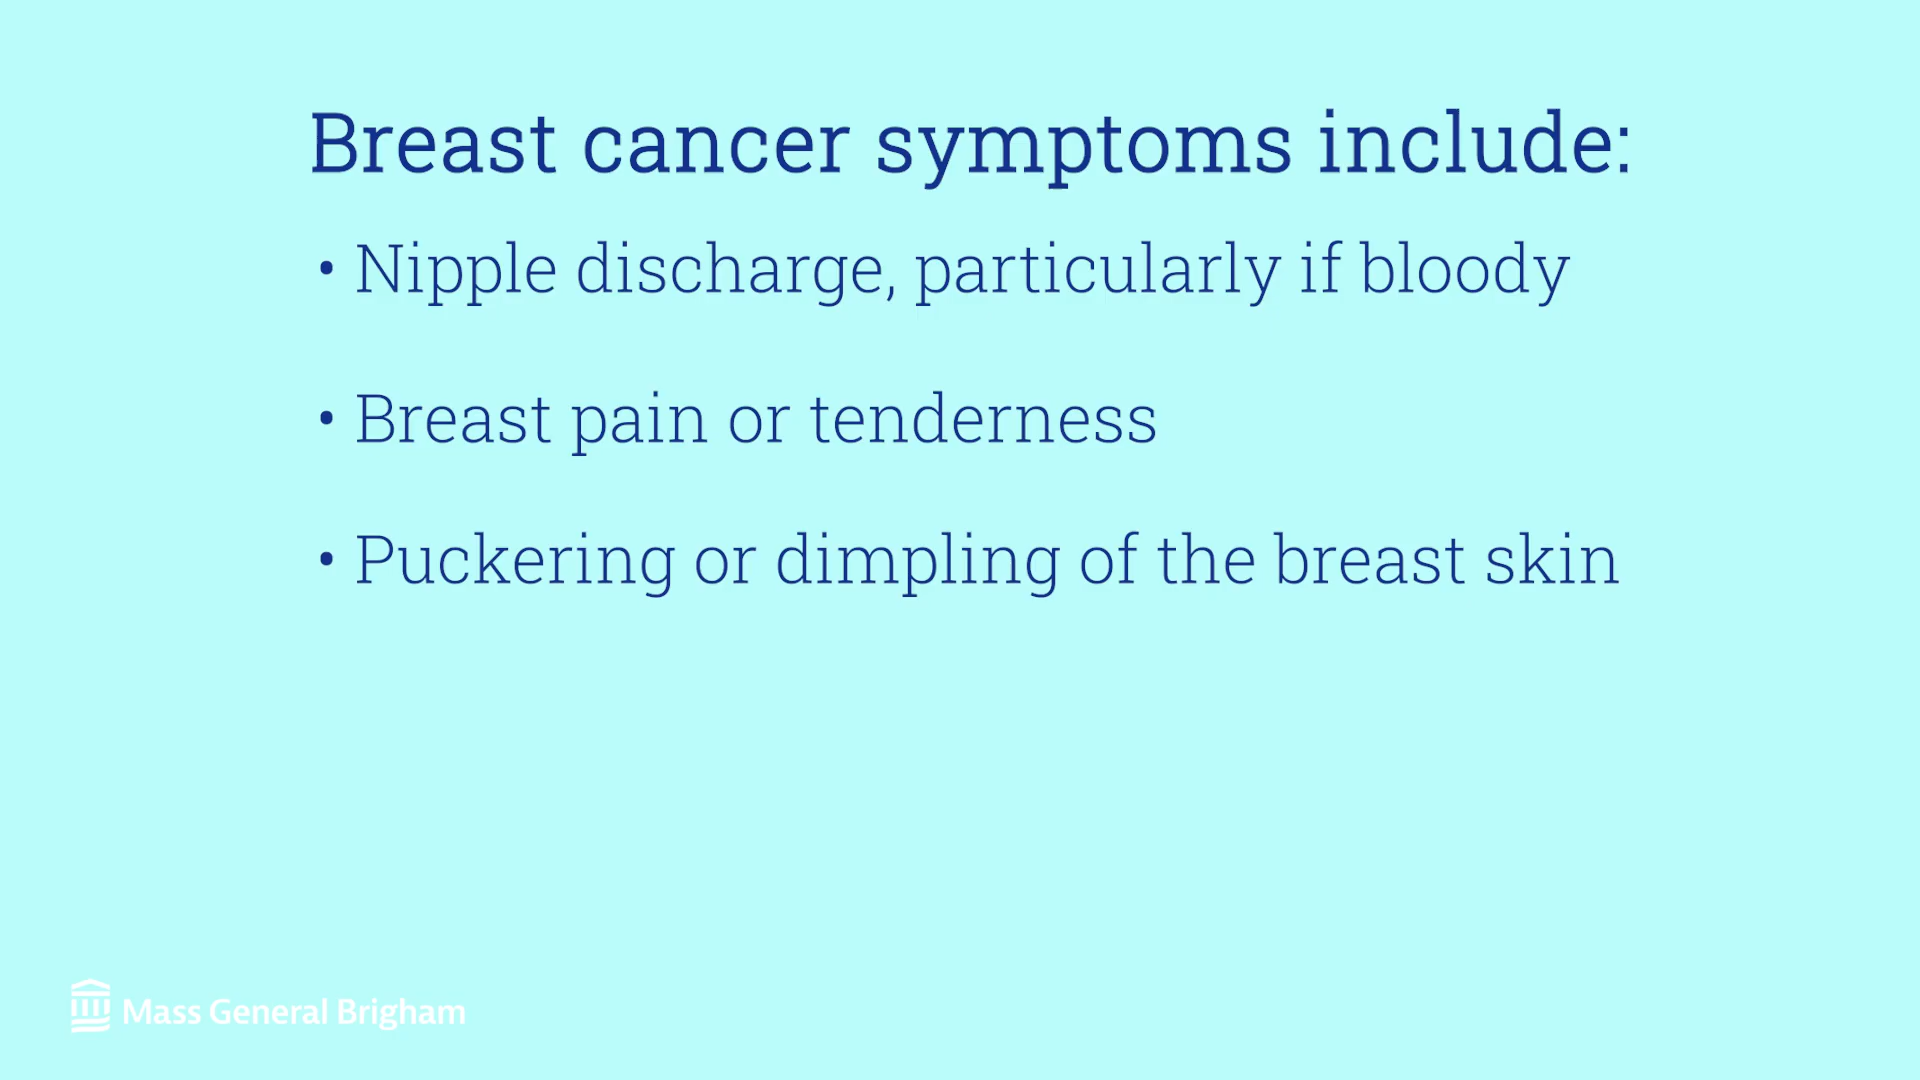 Breast cancer symptoms include:
• Nipple discharge, particularly if bloody
• Breast pain or tenderness
• Puckering or dimpling of the breast skin
Mass General Brigham